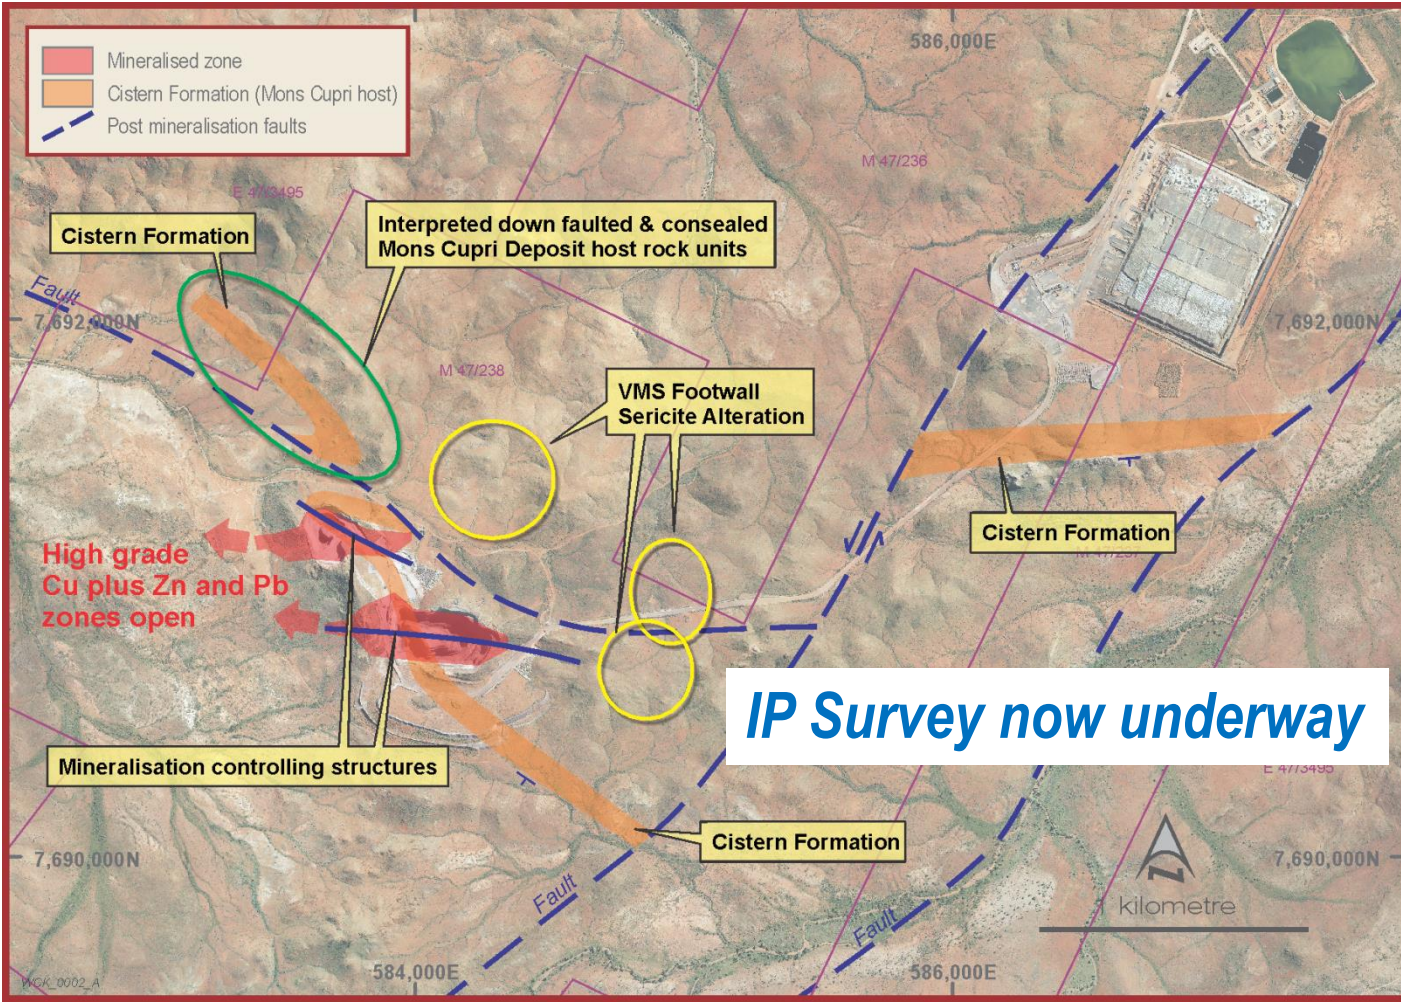 586,000E
Mineralised zone
Cistern Formation (Mons Cupri host)
Post mineralisation faults
M 47/236
E 47/3495
Cistern Formation
Interpreted down faulted & consealed
Mons Cupri Deposit host rock units
Fault
7,692,000N
7,692,000N
M 47/238
VMS Footwall
Sericite Alteration
Cistern Formation
M 47/237
High grade
Cu plus Zn and Pb
zones open
IP Survey now underway
Mineralisation controlling structures
E 47/3495
Cistern Formation
7,690,000N
7,690,000N
Fault
Fault
1 kilometre
584,000E
586,000E
WCK_0002_A